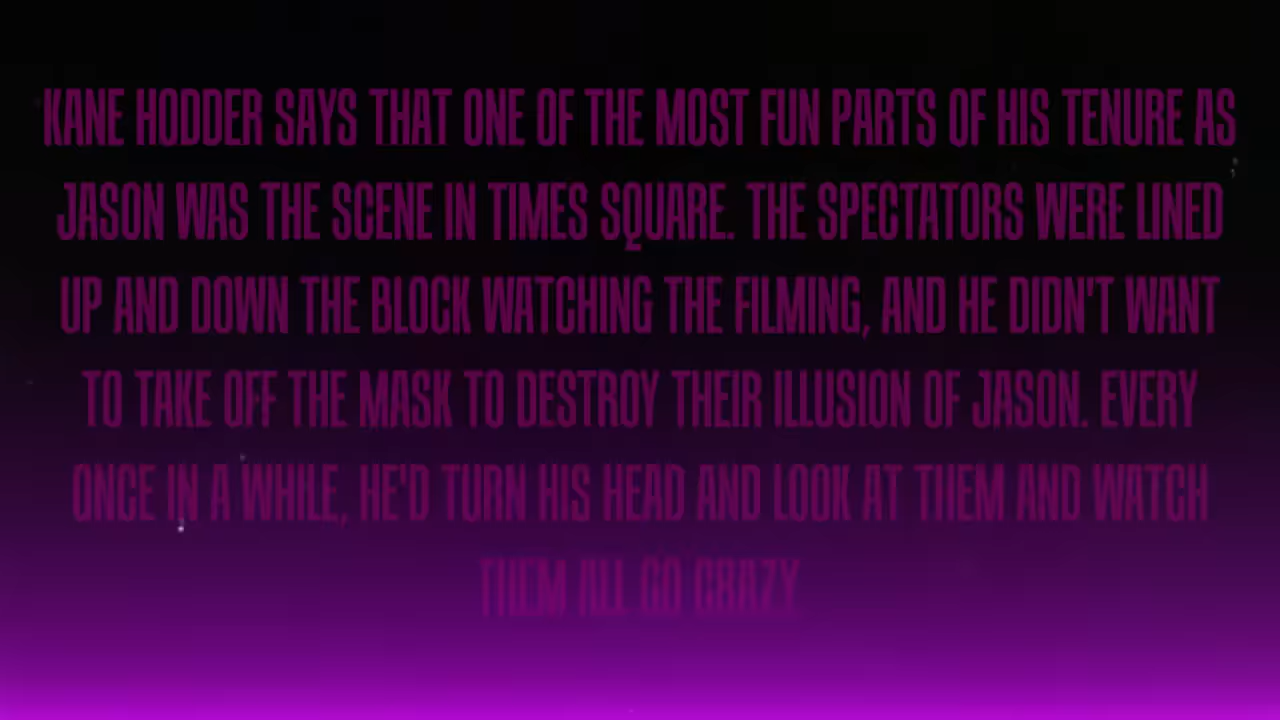 KANE HODDER SAYS THAT ONE OF THE MOST FUN PARTS OF HIS TENURE AS
JASON WAS THE SCENE IN TIMES SQUARE. THE SPECTATORS WERE LINED
UP AND DOWN THE BLOCK WATCHING THE FILMING, AND HE DIDN'T WANT
TO TAKE OFF THE MASK TO DESTROY THEIR ILLUSION OF JASON. EVERY
ONCE IN A WHILE, HE'D TURN HIS HEAD AND LOOK AT THEM AND WATCH
THEM ALL GO CRAZY